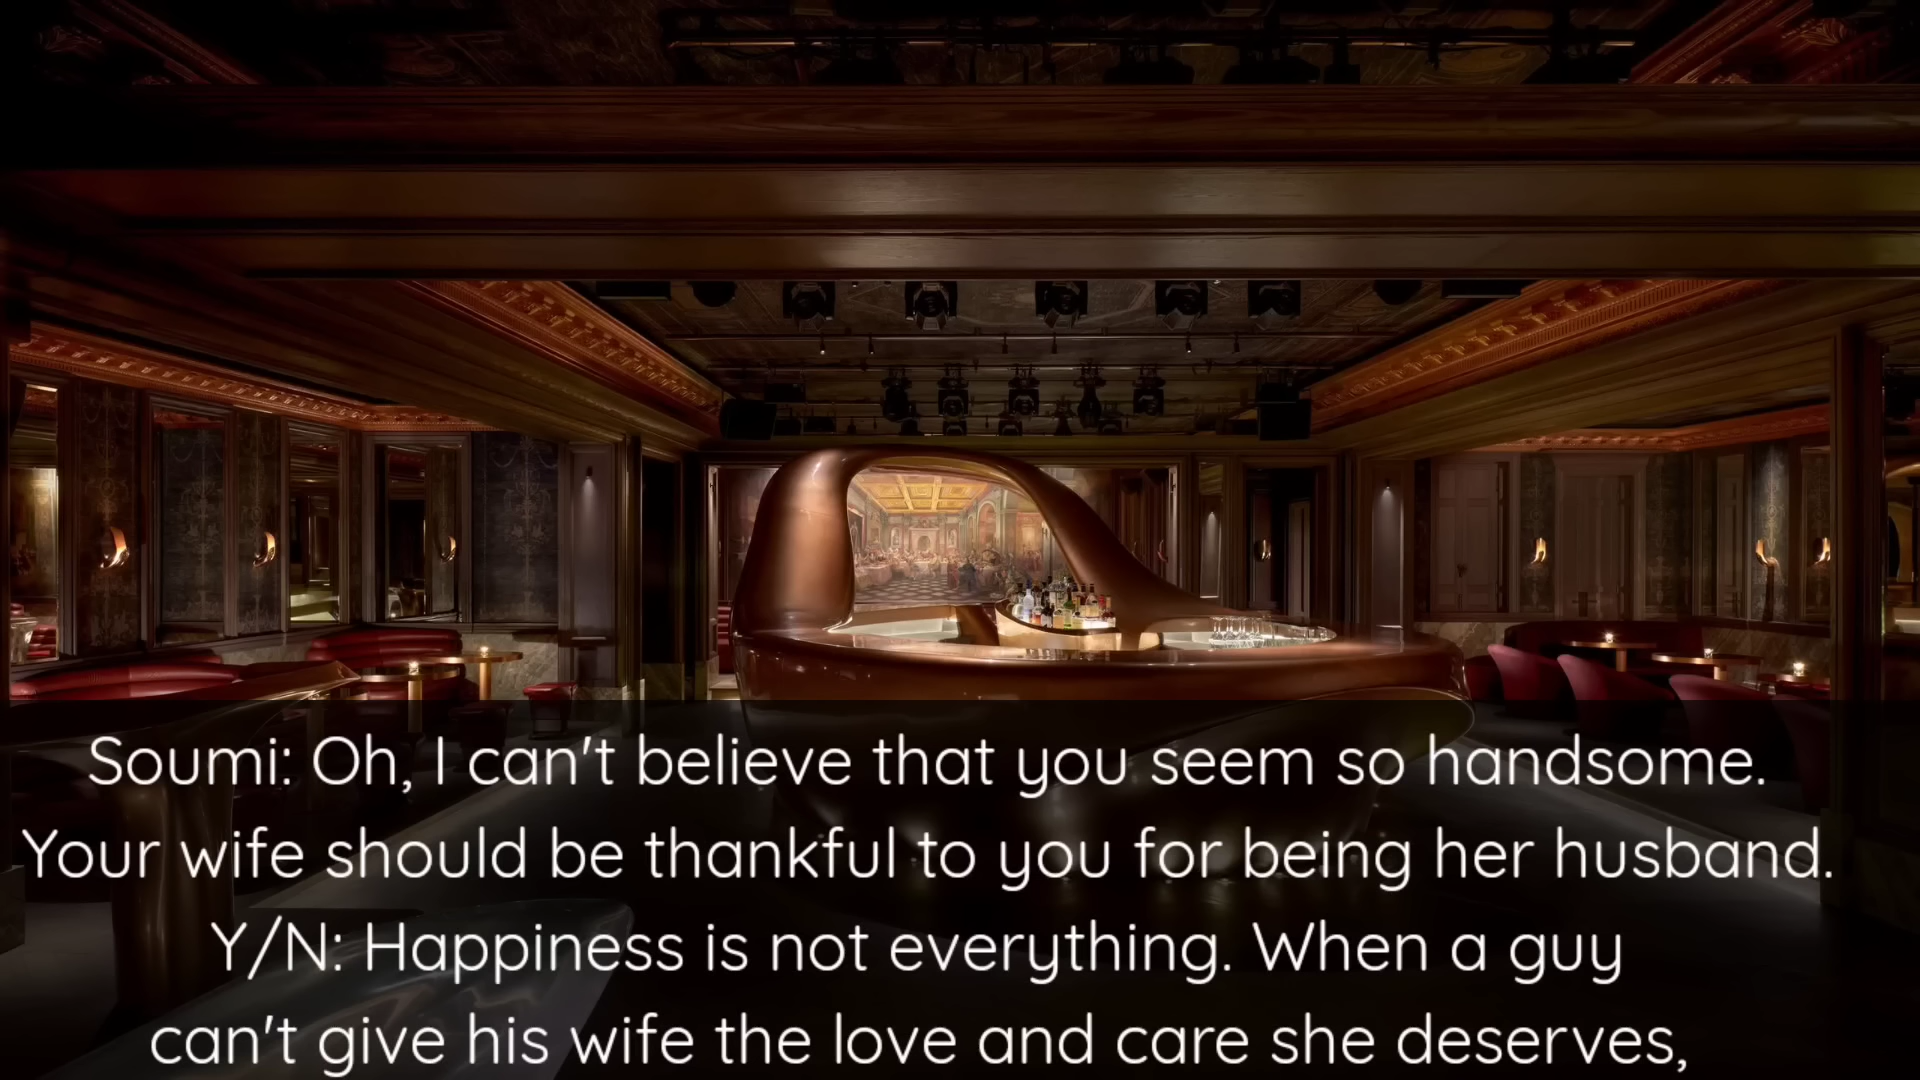 Soumi: Oh, I can't believe that you seem so handsome.
Your wife should be thankful to you for being her husband.
Y/N: Happiness is not everything. When a guy
can't give his wife the love and care she deserves,